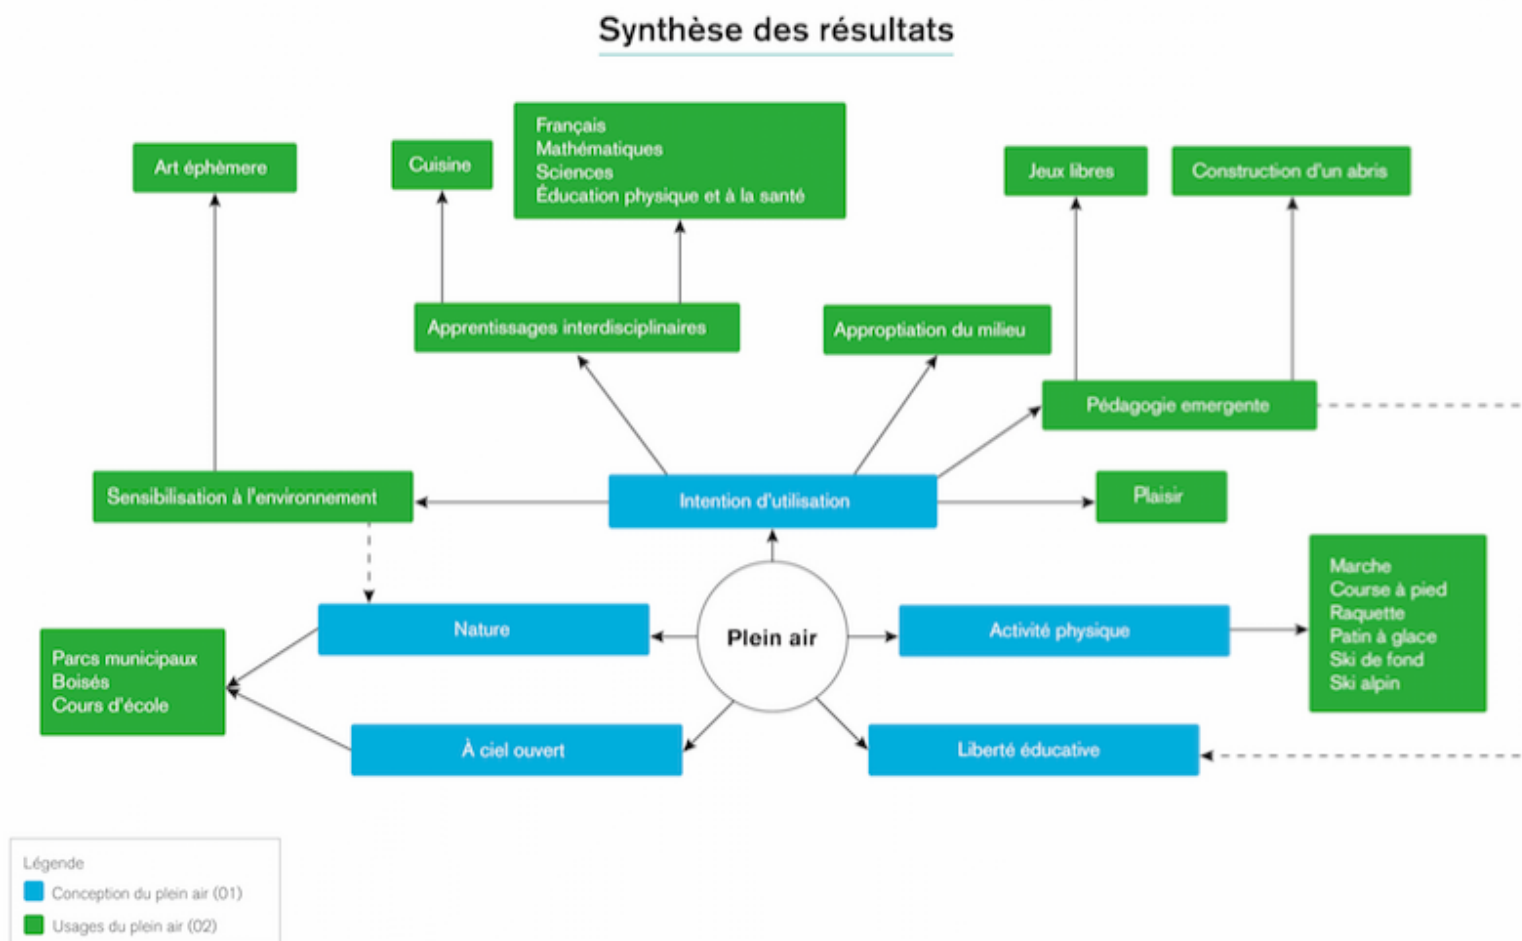 Synthèse des résultats
Art éphèmere
Cuisine
Français
Mathématiques
Sciences
Éducation physique et à la santé
Jeux libres
Construction d'un abris
Apprentissages interdisciplinaires
Approptiation du milieu
Pédagogie emergente
Sensibilisation à l'environnement
Intention d'utilisation
Plaisir
Nature
Plein air
Activité physique
Marche
Course à pied
Raquette
Patin à glace
Ski de fond
Ski alpin
Parcs municipaux
Boisés
Cours d'école
À ciel ouvert
Liberté éducative
Légende
Conception du plein air (01)
Usages du plein air (02)